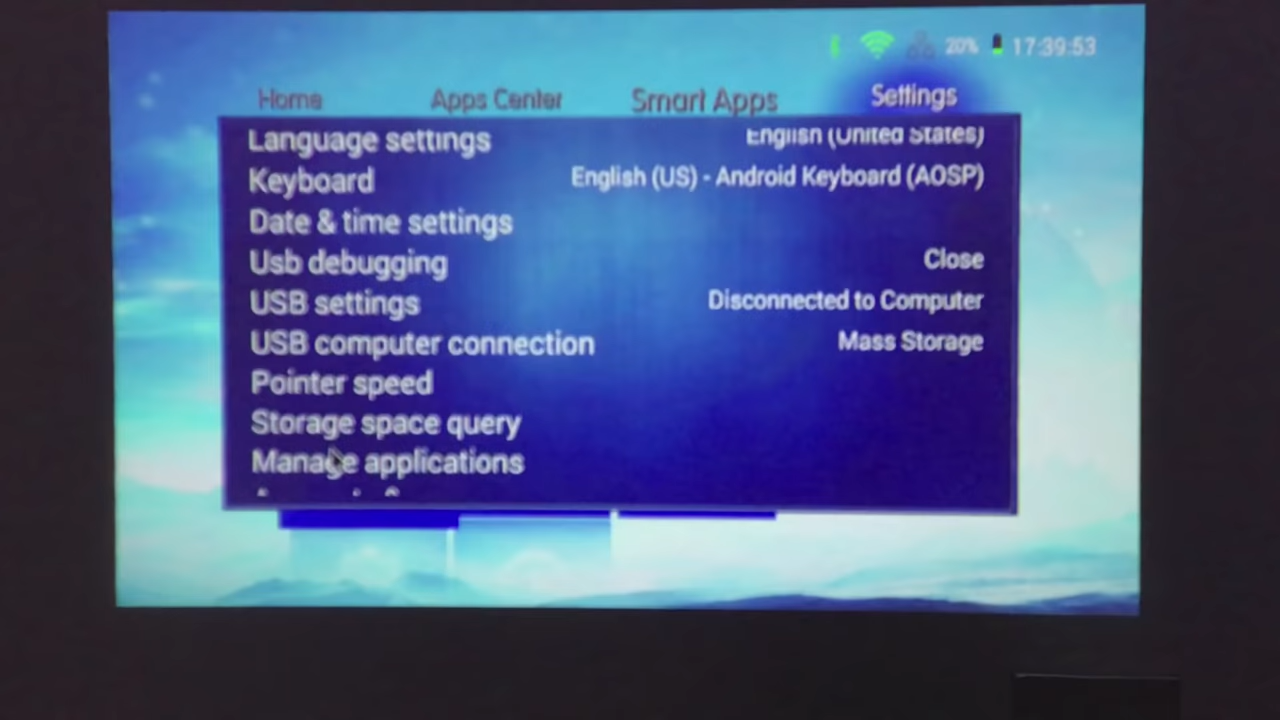 20% 17:39:53
Home Apps Center Smart Apps Settings
Language settings English (United States)
Keyboard English (US) - Android Keyboard (AOSP)
Date & time settings
Usb debugging Close
USB settings Disconnected to Computer
USB computer connection Mass Storage
Pointer speed
Storage space query
Manage applications